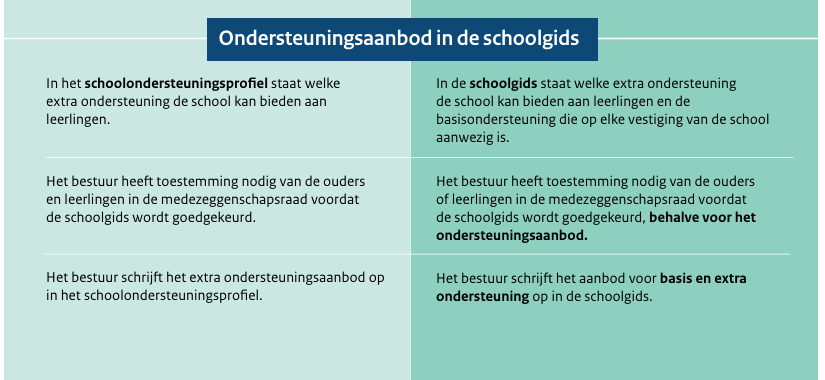 Ondersteuningsaanbod in de schoolgids
In het schoolondersteuningsprofiel staat welke
extra ondersteuning de school kan bieden aan
leerlingen.
In de schoolgids staat welke extra ondersteuning
de school kan bieden aan leerlingen en de
basisondersteuning die op elke vestiging van de school
aanwezig is.
Het bestuur heeft toestemming nodig van de ouders
en leerlingen in de medezeggenschapsraad voordat
de schoolgids wordt goedgekeurd.
Het bestuur heeft toestemming nodig van de ouders
of leerlingen in de medezeggenschapsraad voordat
de schoolgids wordt goedgekeurd, behalve voor het
ondersteuningsaanbod.
Het bestuur schrijft het extra ondersteuningsaanbod op
in het schoolondersteuningsprofiel.
Het bestuur schrijft het aanbod voor basis en extra
ondersteuning op in de schoolgids.